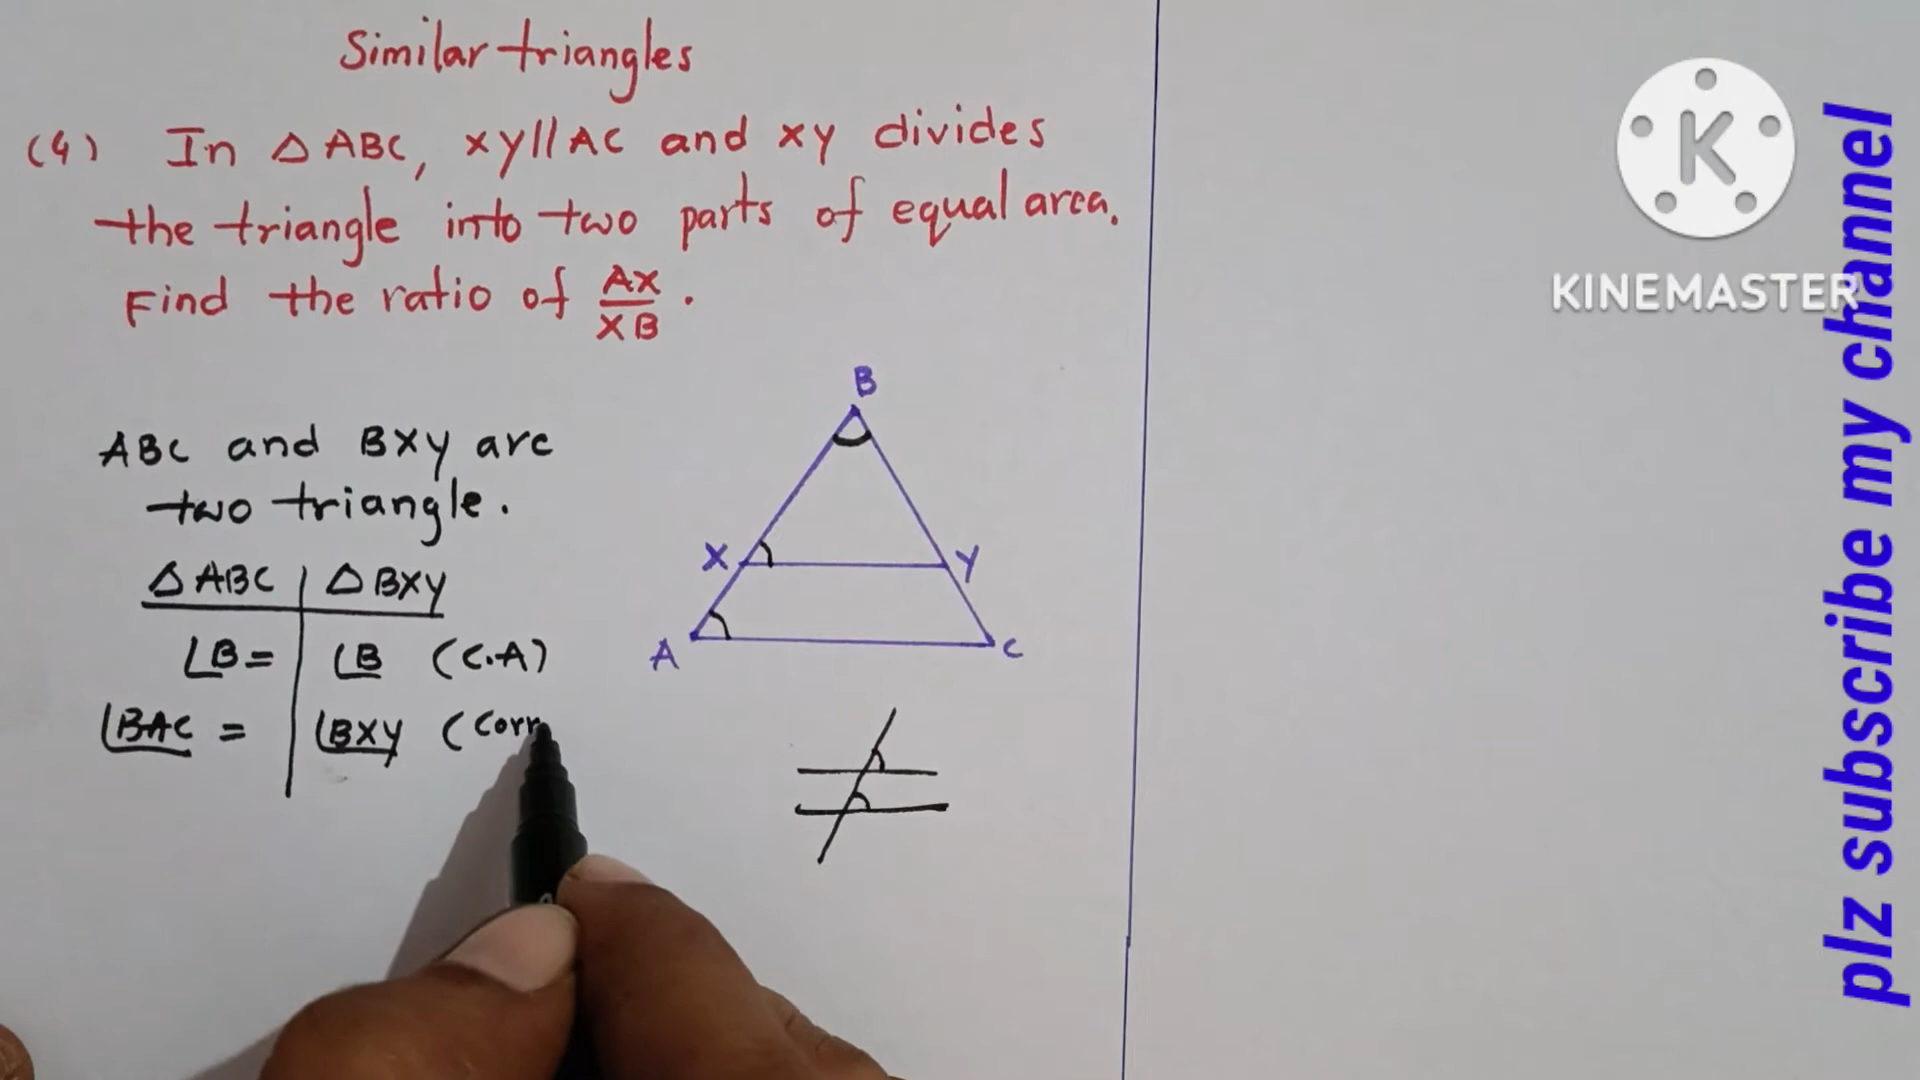 Similar triangles
(4) In △ABC, xy//AC and xy divides
the triangle into two parts of equal area.
Find the ratio of AX/XB.
ABC and BXY are
two triangle.
△ABC | △BXY
∠B = ∠B (C.A)
∠BAC = ∠BXY (Corr
B
X
Y
A
C
K
KINEMASTER
plz subscribe my channel